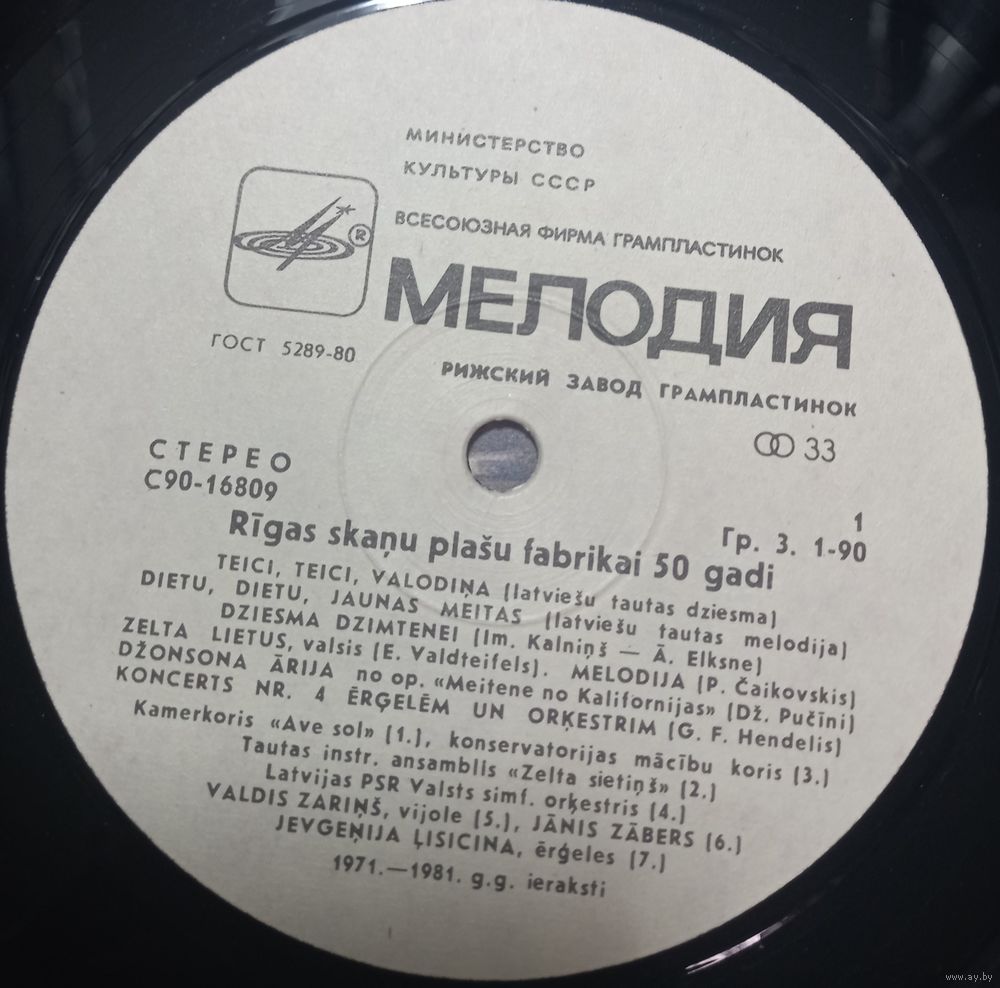 МИНИСТЕРСТВО
КУЛЬТУРЫ СССР
ВСЕСОЮЗНАЯ ФИРМА ГРАМПЛАСТИНОК
®
МЕЛОДИЯ
ГОСТ 5289-80
РИЖСКИЙ ЗАВОД ГРАМПЛАСТИНОК
33
СТЕРЕО
С90-16809
1
Гр. 3. 1-90
Rīgas skaņu plašu fabrikai 50 gadi
TEICI, TEICI, VALODIŅA (latviešu tautas dziesma)
DIETU, DIETU, JAUNAS MEITAS (latviešu tautas melodija)
DZIESMA DZIMTENEI (Im. Kalniņš — Ā. Elksne)
ZELTA LIETUS, valsis (E. Valdteifels). MELODIJA (P. Čaikovskis)
DŽONSONA ĀRIJA no op. «Meitene no Kalifornijas» (Dž. Pučīni)
KONCERTS NR. 4 ĒRĢELĒM UN ORĶESTRIM (G. F. Hendelis)
Kamerkoris «Ave sol» (1.), konservatorijas mācību koris (3.)
Tautas instr. ansamblis «Zelta sietiņš» (2.)
Latvijas PSR Valsts simf. orķestris (4.)
VALDIS ZARIŅŠ, vijole (5.), JĀNIS ZĀBERS (6.)
JEVGEŅIJA ĻISICINA, ērģeles (7.)
1971.—1981. g.g. ieraksti
www.ay.by